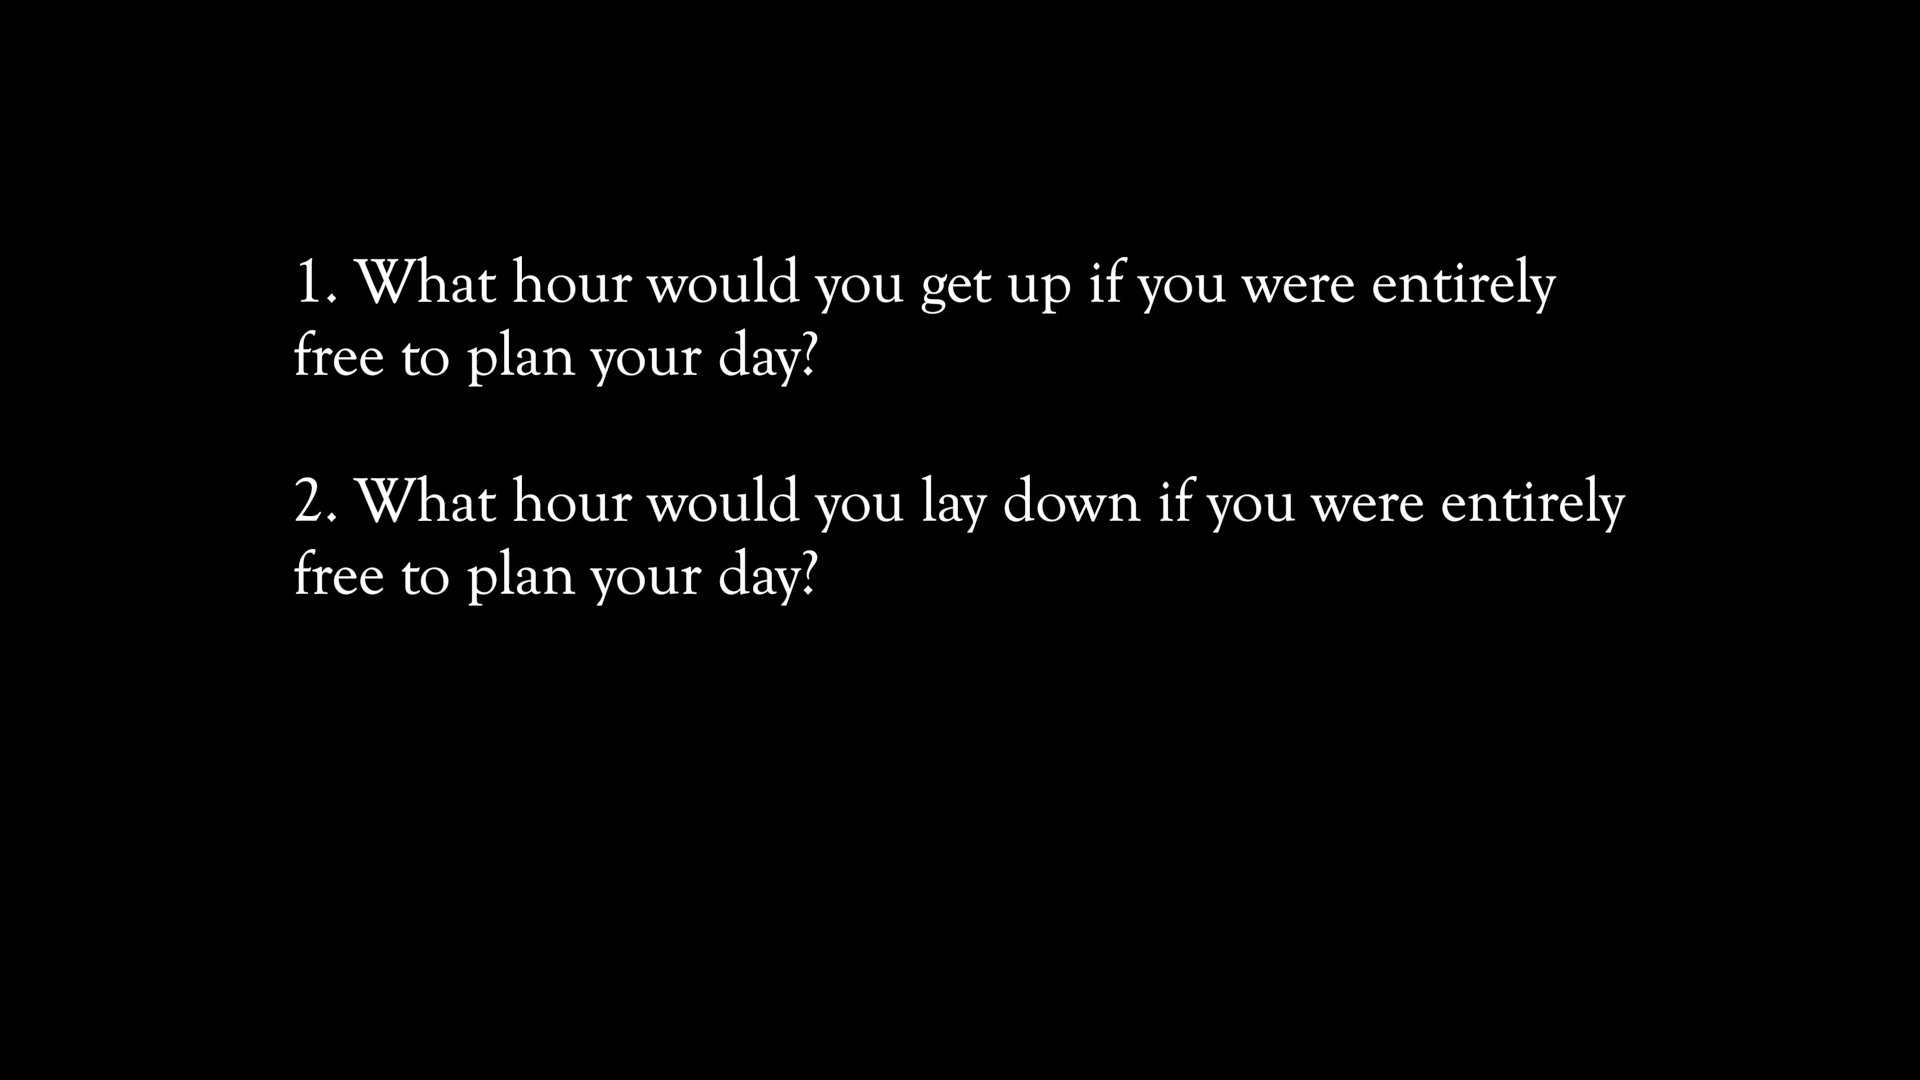 1. What hour would you get up if you were entirely
free to plan your day?
2. What hour would you lay down if you were entirely
free to plan your day?